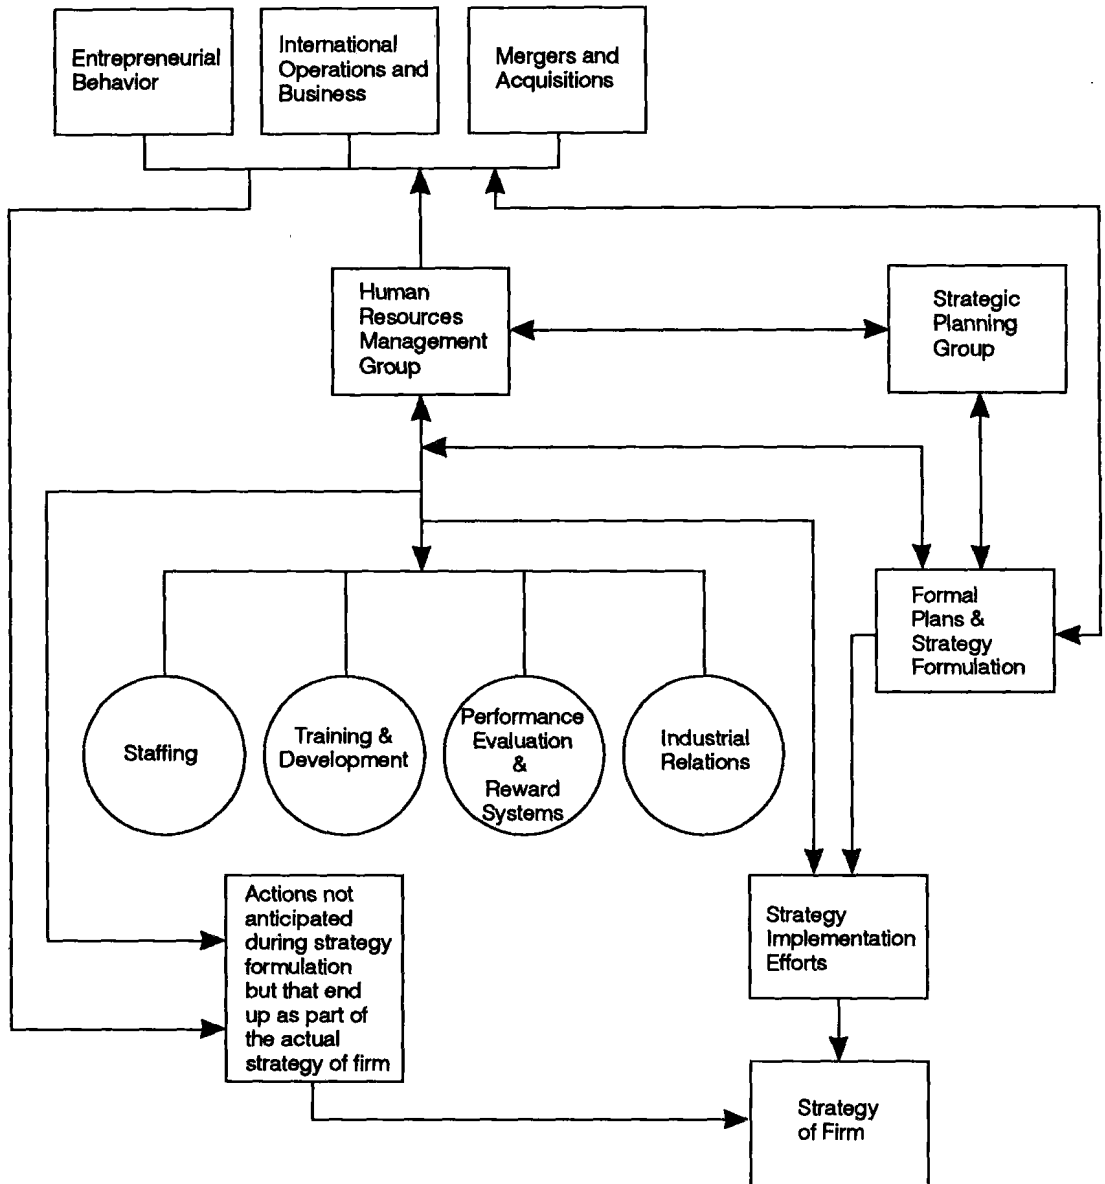 Entrepreneurial
Behavior
International
Operations and
Business
Mergers and
Acquisitions
Human
Resources
Management
Group
Strategic
Planning
Group
Formal
Plans &
Strategy
Formulation
Staffing
Training &
Development
Performance
Evaluation
&
Reward
Systems
Industrial
Relations
Actions not
anticipated
during strategy
formulation
but that end
up as part of
the actual
strategy of firm
Strategy
Implementation
Efforts
Strategy
of Firm